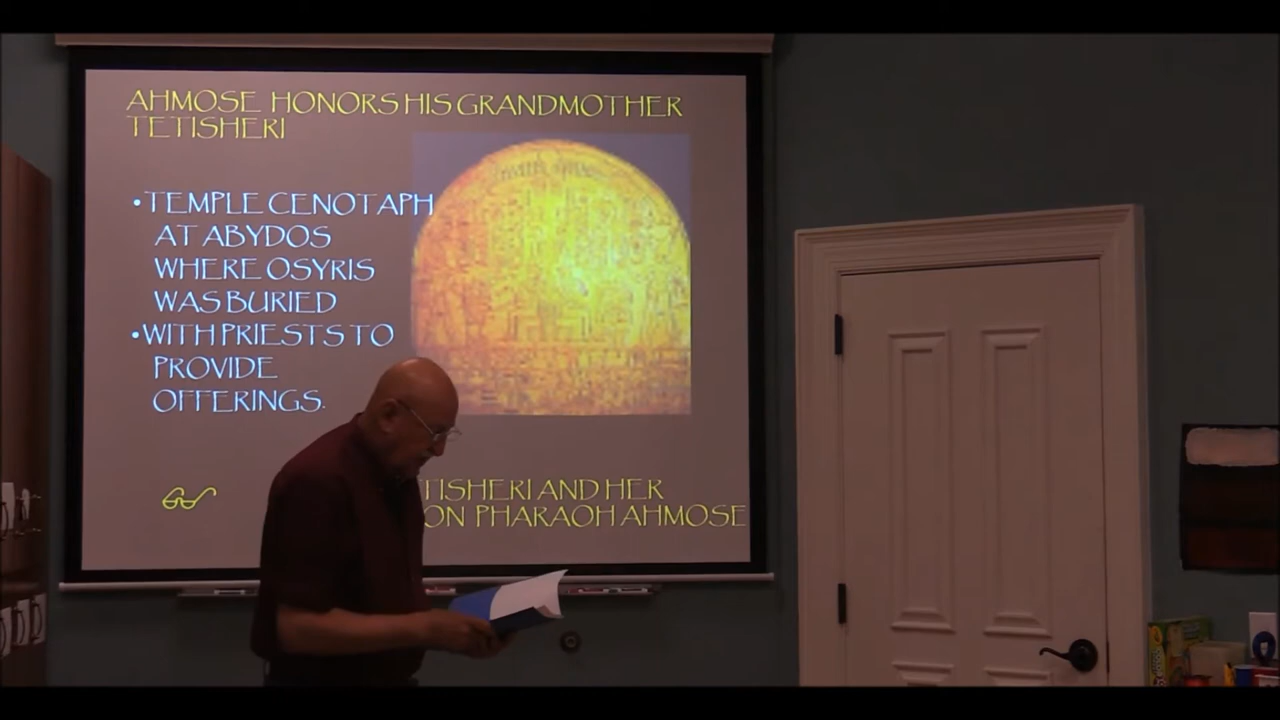 AHMOSE HONORS HIS GRANDMOTHER
TETISHERI
•TEMPLE CENOTAPH
AT ABYDOS
WHERE OSYRIS
WAS BURIED
•WITH PRIESTS TO
PROVIDE
OFFERINGS.
TISHERI AND HER
ON PHARAOH AHMOSE